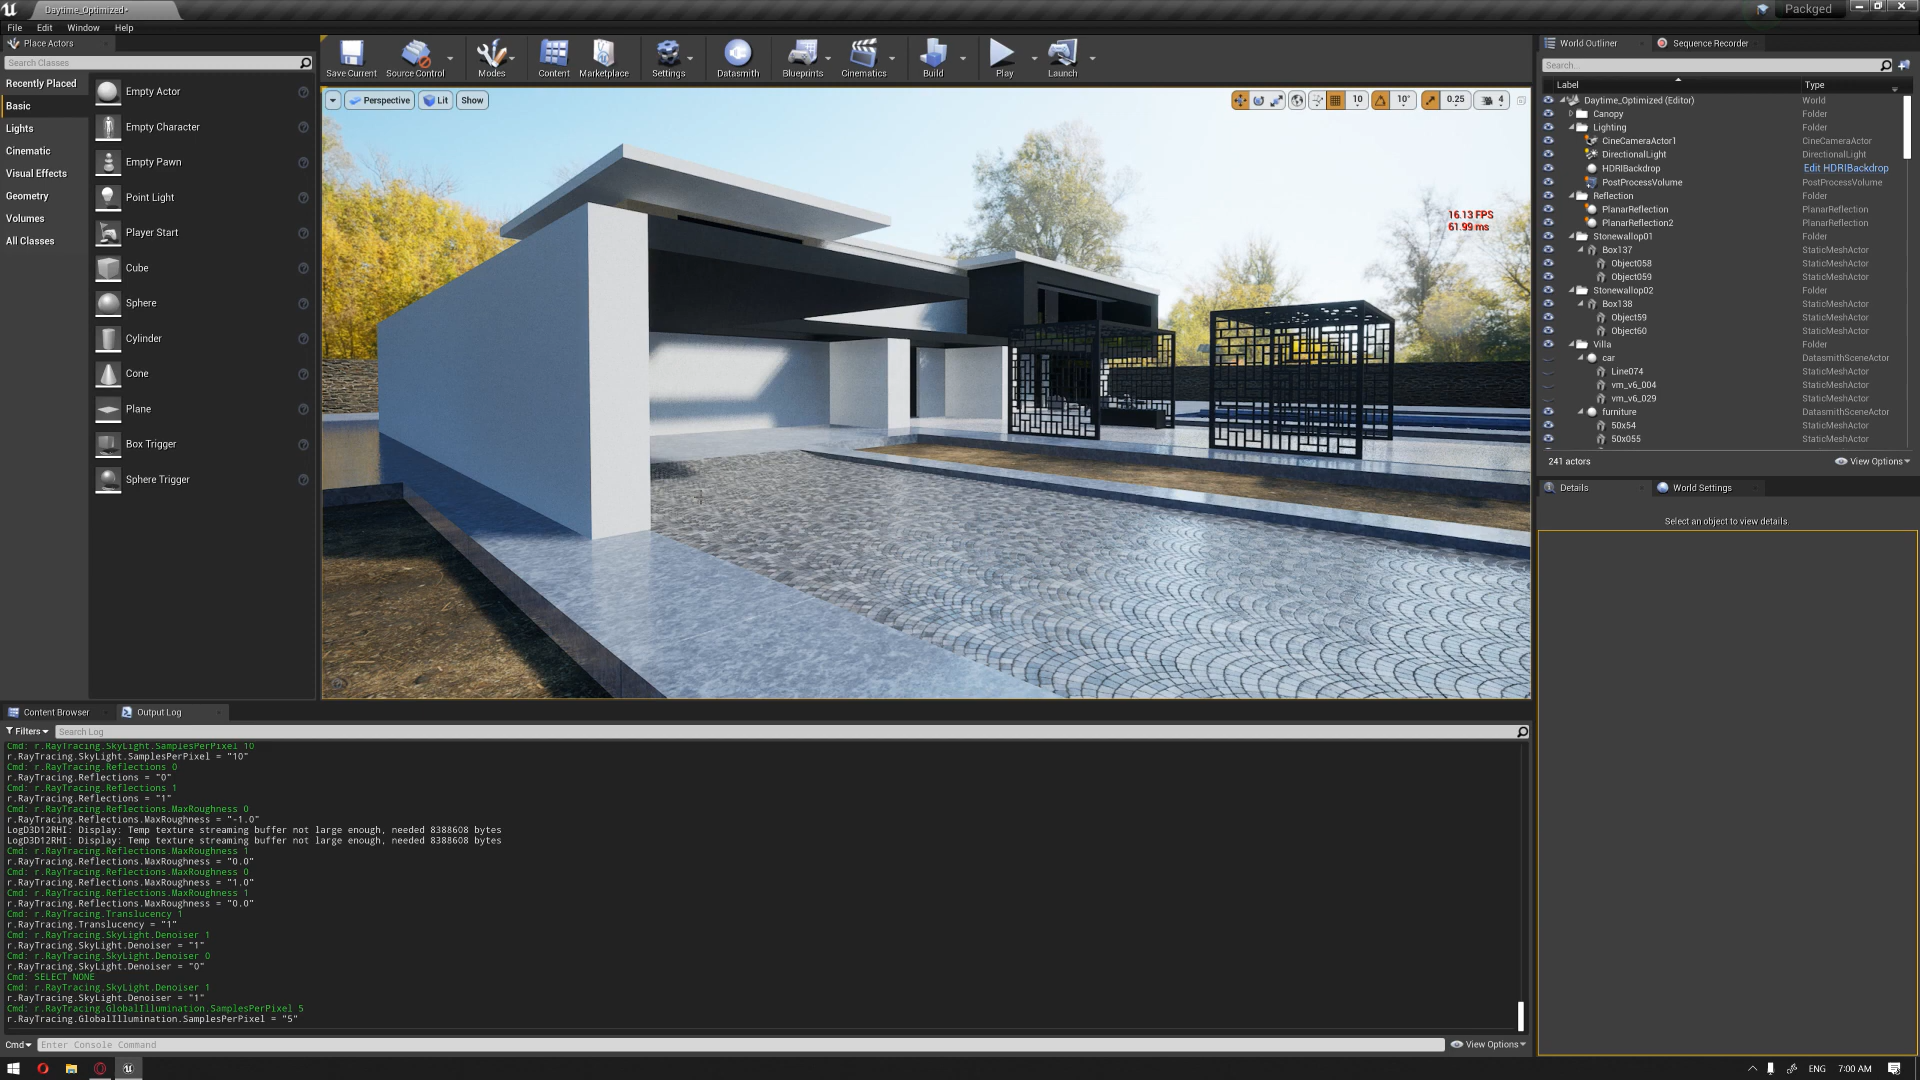 Daytime_Optimized•
Packged
File Edit Window Help
Place Actors
Search Classes
Recently Placed
Basic
Lights
Cinematic
Visual Effects
Geometry
Volumes
All Classes
Empty Actor
Empty Character
Empty Pawn
Point Light
Player Start
Cube
Sphere
Cylinder
Cone
Plane
Box Trigger
Sphere Trigger
Save Current Source Control Modes Content Marketplace Settings Datasmith Blueprints Cinematics Build Play Launch
Perspective Lit Show
10 10° 0.25 4
16.13 FPS
61.99 ms
World Outliner Sequence Recorder
Search...
Label Type
Daytime_Optimized (Editor) World
Canopy Folder
Lighting Folder
CineCameraActor1 CineCameraActor
DirectionalLight DirectionalLight
HDRIBackdrop Edit HDRIBackdrop
PostProcessVolume PostProcessVolume
Reflection Folder
PlanarReflection PlanarReflection
PlanarReflection2 PlanarReflection
Stonewallop01 Folder
Box137 StaticMeshActor
Object058 StaticMeshActor
Object059 StaticMeshActor
Stonewallop02 Folder
Box138 StaticMeshActor
Object59 StaticMeshActor
Object60 StaticMeshActor
Villa Folder
car DatasmithSceneActor
Line074 StaticMeshActor
vm_v6_004 StaticMeshActor
vm_v6_029 StaticMeshActor
furniture DatasmithSceneActor
50x54 StaticMeshActor
50x055 StaticMeshActor
241 actors View Options
Details World Settings
Select an object to view details.
Content Browser Output Log
Filters Search Log
Cmd: r.RayTracing.SkyLight.SamplesPerPixel 10
r.RayTracing.SkyLight.SamplesPerPixel = "10"
Cmd: r.RayTracing.Reflections 0
r.RayTracing.Reflections = "0"
Cmd: r.RayTracing.Reflections 1
r.RayTracing.Reflections = "1"
Cmd: r.RayTracing.Reflections.MaxRoughness 0
r.RayTracing.Reflections.MaxRoughness = "-1.0"
LogD3D12RHI: Display: Temp texture streaming buffer not large enough, needed 8388608 bytes
LogD3D12RHI: Display: Temp texture streaming buffer not large enough, needed 8388608 bytes
Cmd: r.RayTracing.Reflections.MaxRoughness 1
r.RayTracing.Reflections.MaxRoughness = "0.0"
Cmd: r.RayTracing.Reflections.MaxRoughness 0
r.RayTracing.Reflections.MaxRoughness = "1.0"
Cmd: r.RayTracing.Reflections.MaxRoughness 1
r.RayTracing.Reflections.MaxRoughness = "0.0"
Cmd: r.RayTracing.Translucency 1
r.RayTracing.Translucency = "1"
Cmd: r.RayTracing.SkyLight.Denoiser 1
r.RayTracing.SkyLight.Denoiser = "1"
Cmd: r.RayTracing.SkyLight.Denoiser 0
r.RayTracing.SkyLight.Denoiser = "0"
Cmd: SELECT NONE
Cmd: r.RayTracing.SkyLight.Denoiser 1
r.RayTracing.SkyLight.Denoiser = "1"
Cmd: r.RayTracing.GlobalIllumination.SamplesPerPixel 5
r.RayTracing.GlobalIllumination.SamplesPerPixel = "5"
Cmd Enter Console Command View Options
ENG 7:00 AM